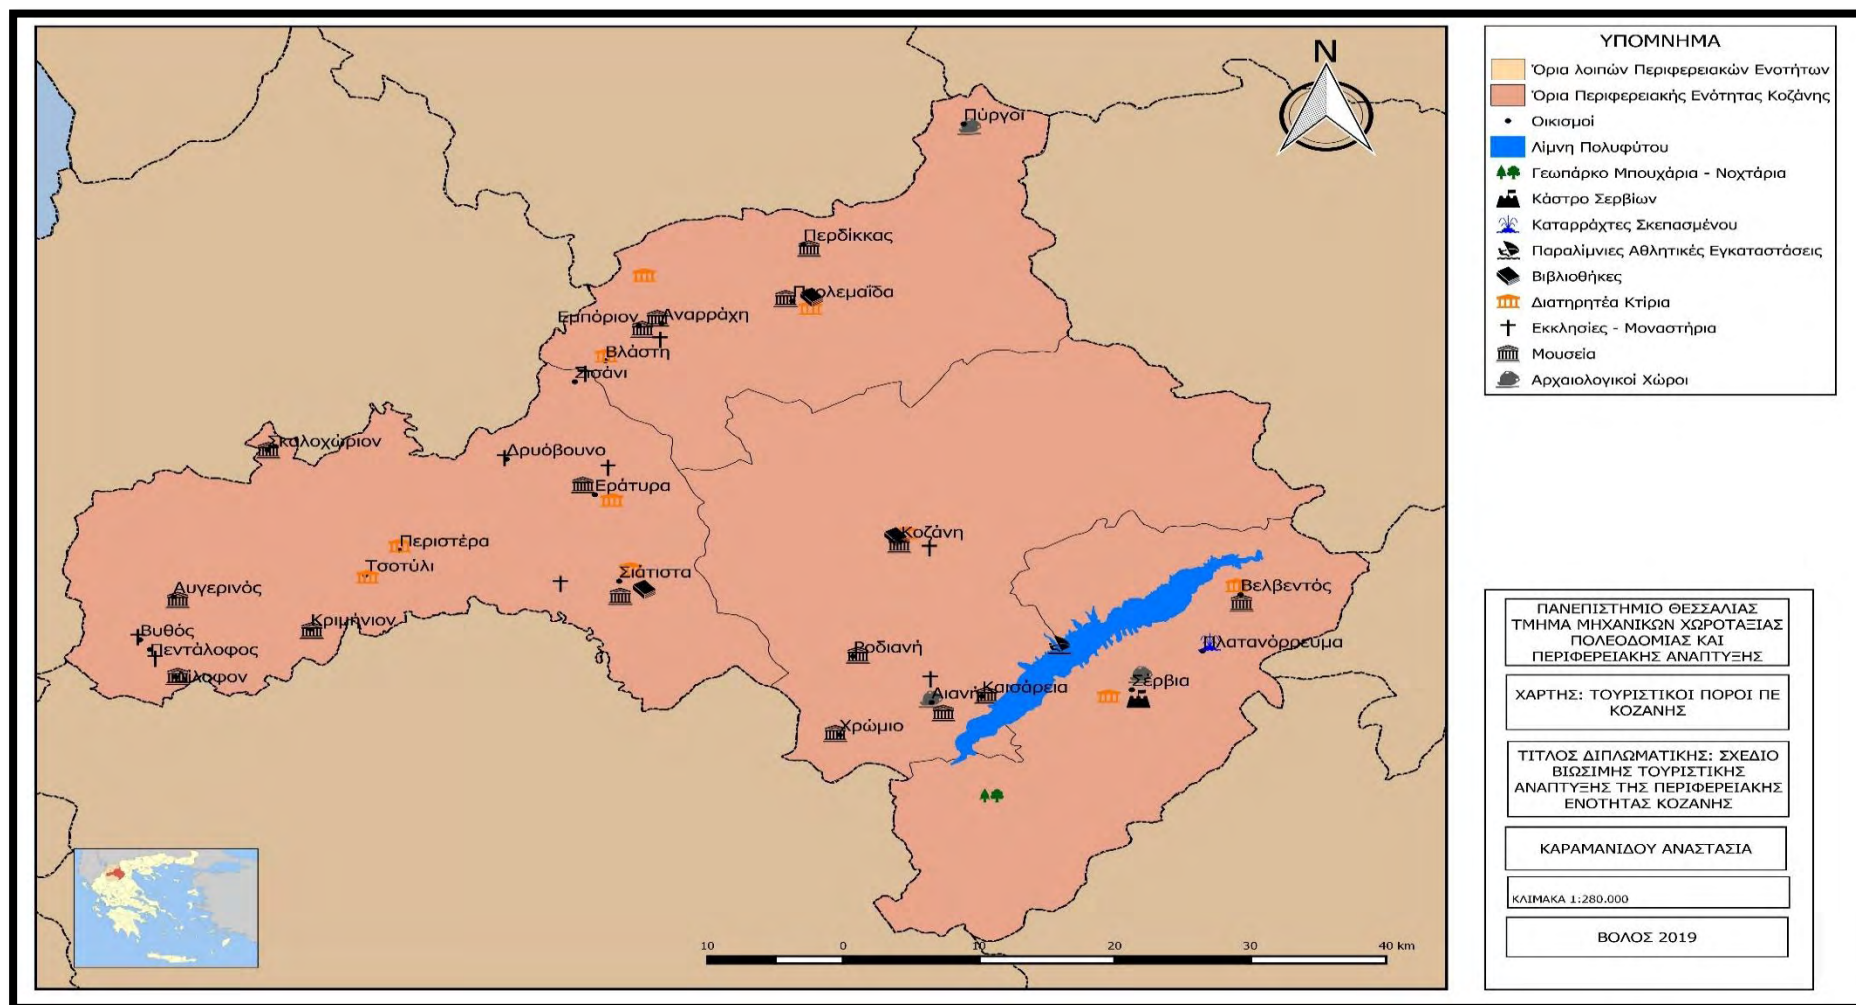 N
Πύργοι
Περδίκκας
Πτολεμαΐδα
Εμπόριον
Αναρράχη
Βλάστη
Σισάνι
Σκαλοχώριον
Δρυόβουνο
Εράτυρα
Κοζάνη
Περιστέρα
Τσοτύλι
Σιάτιστα
Αυγερινός
Βελβεντός
Κριμήνιον
Βυθός
Πεντάλοφος
Πλατανόρρευμα
Ροδιανή
Δίλοφον
Σέρβια
Αιανή
Καισάρεια
Χρώμιο
10 0 10 20 30 40 km
ΥΠΟΜΝΗΜΑ
Όρια λοιπών Περιφερειακών Ενοτήτων
Όρια Περιφερειακής Ενότητας Κοζάνης
Οικισμοί
Λίμνη Πολυφύτου
Γεωπάρκο Μπουχάρια - Νοχτάρια
Κάστρο Σερβίων
Καταρράχτες Σκεπασμένου
Παραλίμνιες Αθλητικές Εγκαταστάσεις
Βιβλιοθήκες
Διατηρητέα Κτίρια
Εκκλησίες - Μοναστήρια
Μουσεία
Αρχαιολογικοί Χώροι
ΠΑΝΕΠΙΣΤΗΜΙΟ ΘΕΣΣΑΛΙΑΣ
ΤΜΗΜΑ ΜΗΧΑΝΙΚΩΝ ΧΩΡΟΤΑΞΙΑΣ
ΠΟΛΕΟΔΟΜΙΑΣ ΚΑΙ
ΠΕΡΙΦΕΡΕΙΑΚΗΣ ΑΝΑΠΤΥΞΗΣ
ΧΑΡΤΗΣ: ΤΟΥΡΙΣΤΙΚΟΙ ΠΟΡΟΙ ΠΕ
ΚΟΖΑΝΗΣ
ΤΙΤΛΟΣ ΔΙΠΛΩΜΑΤΙΚΗΣ: ΣΧΕΔΙΟ
ΒΙΩΣΙΜΗΣ ΤΟΥΡΙΣΤΙΚΗΣ
ΑΝΑΠΤΥΞΗΣ ΤΗΣ ΠΕΡΙΦΕΡΕΙΑΚΗΣ
ΕΝΟΤΗΤΑΣ ΚΟΖΑΝΗΣ
ΚΑΡΑΜΑΝΙΔΟΥ ΑΝΑΣΤΑΣΙΑ
ΚΛΙΜΑΚΑ 1:280.000
ΒΟΛΟΣ 2019